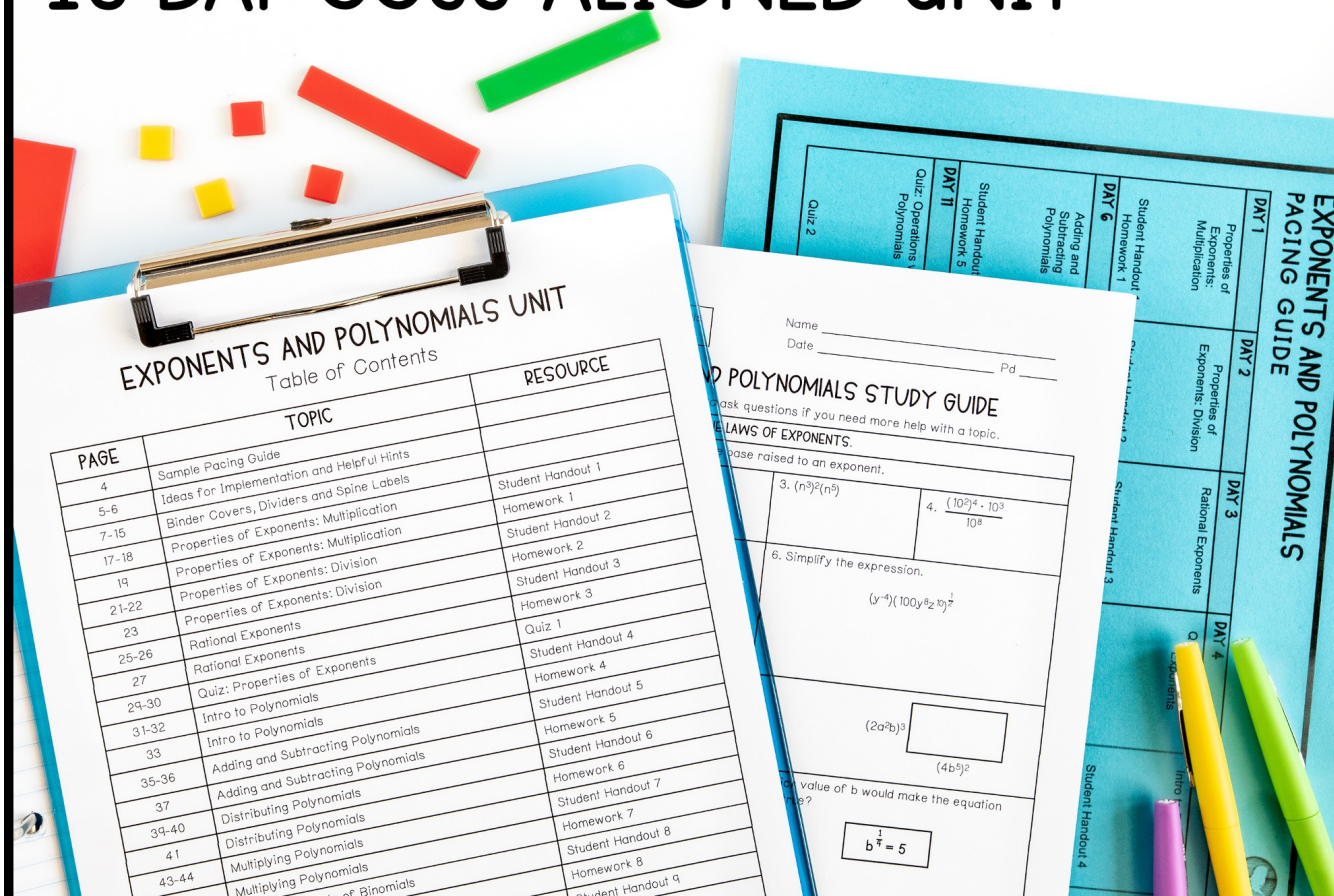 EXPONENTS AND POLYNOMIALS UNIT
Table of Contents
PAGE TOPIC RESOURCE
4 Sample Pacing Guide
5-6 Ideas for Implementation and Helpful Hints
7-15 Binder Covers, Dividers and Spine Labels
17-18 Properties of Exponents: Multiplication Student Handout 1
19 Properties of Exponents: Multiplication Homework 1
21-22 Properties of Exponents: Division Student Handout 2
23 Properties of Exponents: Division Homework 2
25-26 Rational Exponents Student Handout 3
27 Rational Exponents Homework 3
29-30 Quiz: Properties of Exponents Quiz 1
31-32 Intro to Polynomials Student Handout 4
33 Intro to Polynomials Homework 4
35-36 Adding and Subtracting Polynomials Student Handout 5
37 Adding and Subtracting Polynomials Homework 5
39-40 Distributing Polynomials Student Handout 6
41 Distributing Polynomials Homework 6
43-44 Multiplying Polynomials Student Handout 7
Multiplying Polynomials Homework 7
of Binomials Student Handout 8
Homework 8
Student Handout 9
Name
Date Pd
POLYNOMIALS STUDY GUIDE
ask questions if you need more help with a topic.
LAWS OF EXPONENTS.
base raised to an exponent.
3. (n³)²(n⁵)
4. (10²)⁴ · 10³
10⁸
6. Simplify the expression.
(y⁻⁴)(100y⁸z¹⁰)^½
(2a²b)³
(4b⁵)²
value of b would make the equation
b^¼ = 5
EXPONENTS AND POLYNOMIALS
PACING GUIDE
DAY 1
Properties of
Exponents:
Multiplication
Student Handout
Homework 1
DAY 2
Properties of
Exponents: Division
DAY 3
Rational Exponents
Student Handout 3
DAY 4
Exponents
DAY 6
Adding and
Subtracting
Polynomials
Student Handout
Homework 5
DAY 11
Quiz: Operations
Polynomials
Quiz 2
Intro
Student Handout 4